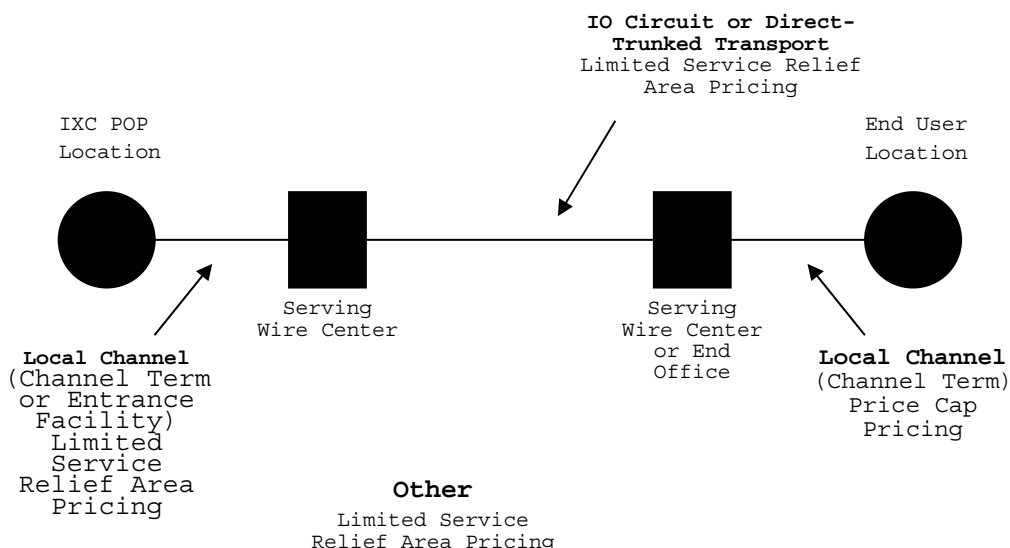 IO Circuit or Direct-
Trunked Transport
Limited Service Relief
Area Pricing
IXC POP
Location
End User
Location
Serving
Wire Center
Serving
Wire Center
or End
Office
Local Channel
(Channel Term
or Entrance
Facility)
Limited
Service
Relief Area
Pricing
Local Channel
(Channel Term)
Price Cap
Pricing
Other
Limited Service
Relief Area Pricing